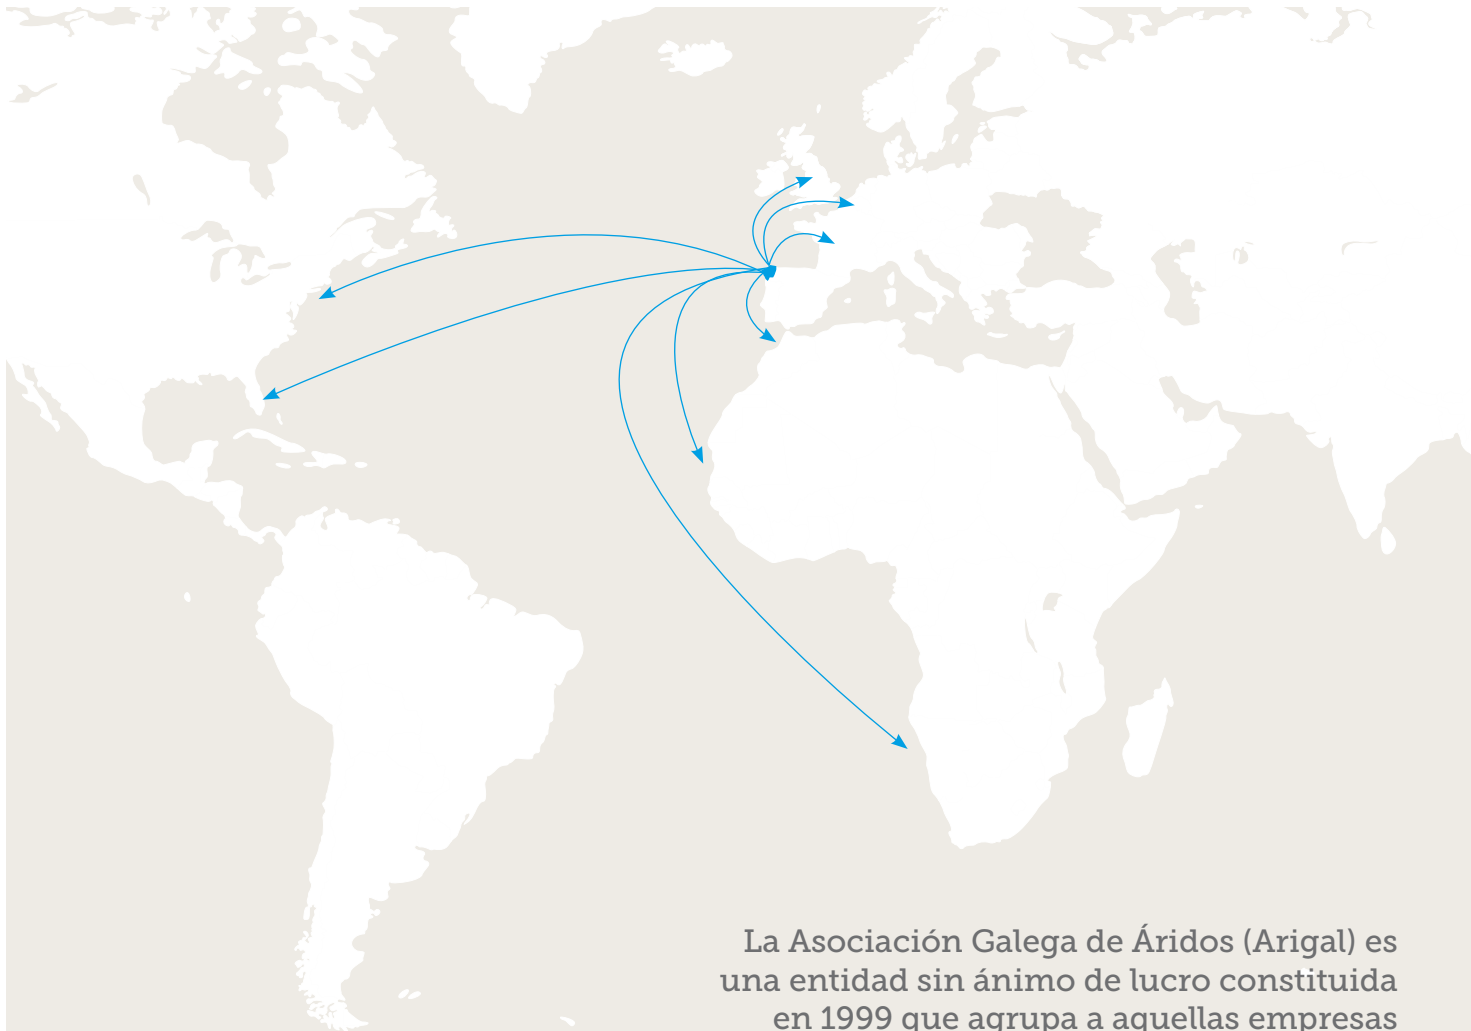 La Asociación Galega de Áridos (Arigal) es
una entidad sin ánimo de lucro constituida
en 1999 que agrupa a aquellas empresas